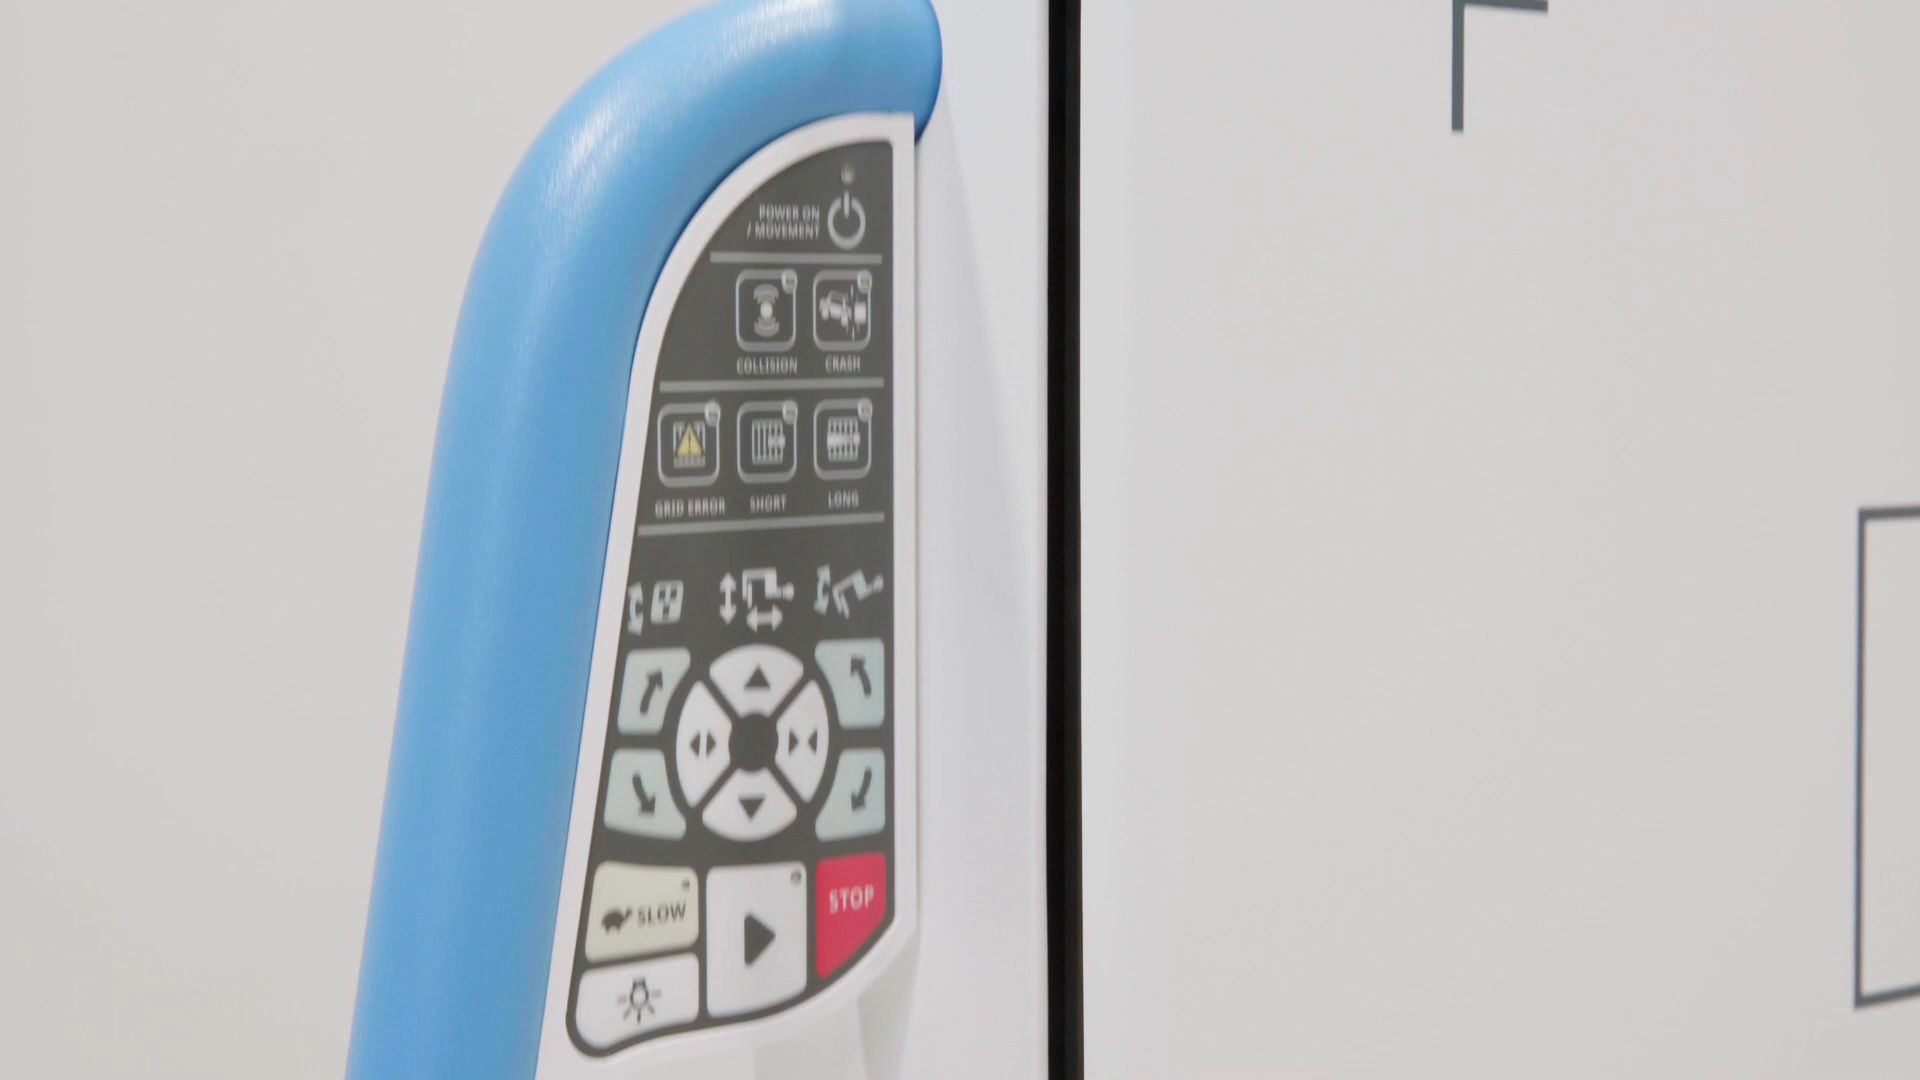 POWER ON
/ MOVEMENT
COLLISION CRASH
GRID ERROR SHORT LONG
SLOW STOP